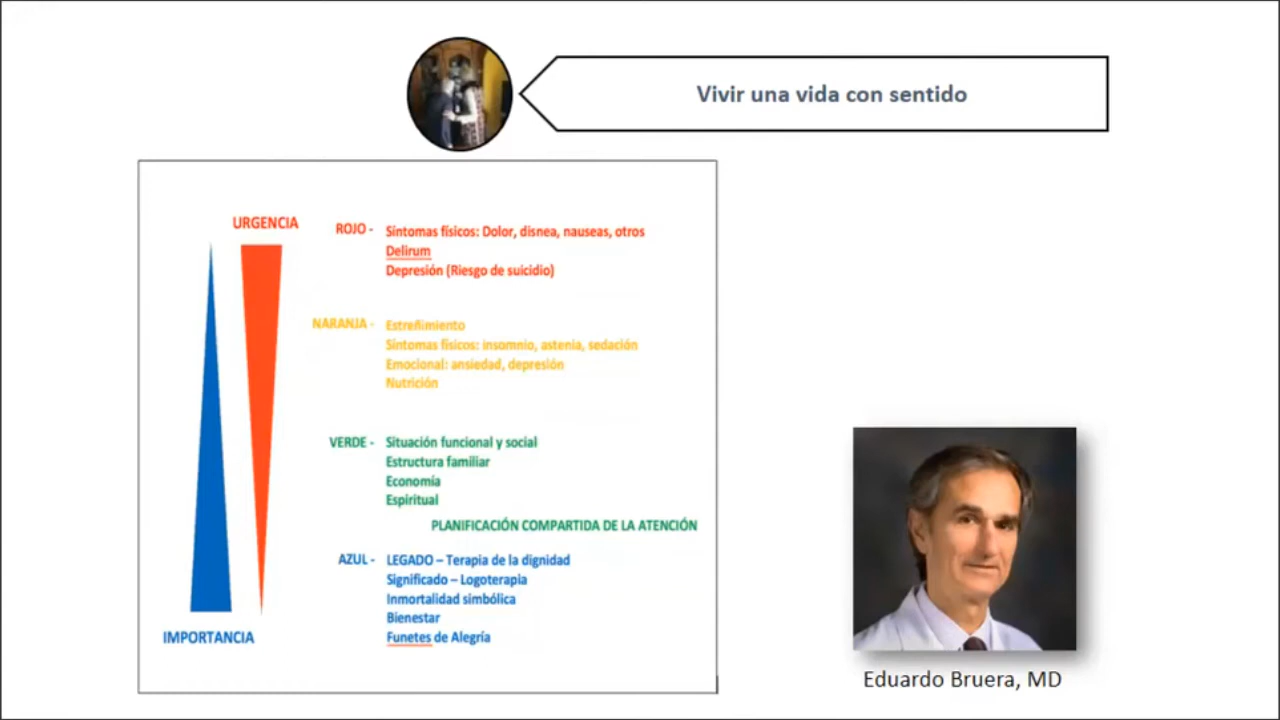 Vivir una vida con sentido
URGENCIA
ROJO - Síntomas físicos: Dolor, disnea, nauseas, otros
Delirum
Depresión (Riesgo de suicidio)
NARANJA - Estreñimiento
Síntomas físicos: insomnio, astenia, sedación
Emocional: ansiedad, depresión
Nutrición
VERDE - Situación funcional y social
Estructura familiar
Economía
Espiritual
PLANIFICACIÓN COMPARTIDA DE LA ATENCIÓN
AZUL - LEGADO – Terapia de la dignidad
Significado – Logoterapia
Inmortalidad simbólica
Bienestar
Funetes de Alegría
IMPORTANCIA
Eduardo Bruera, MD